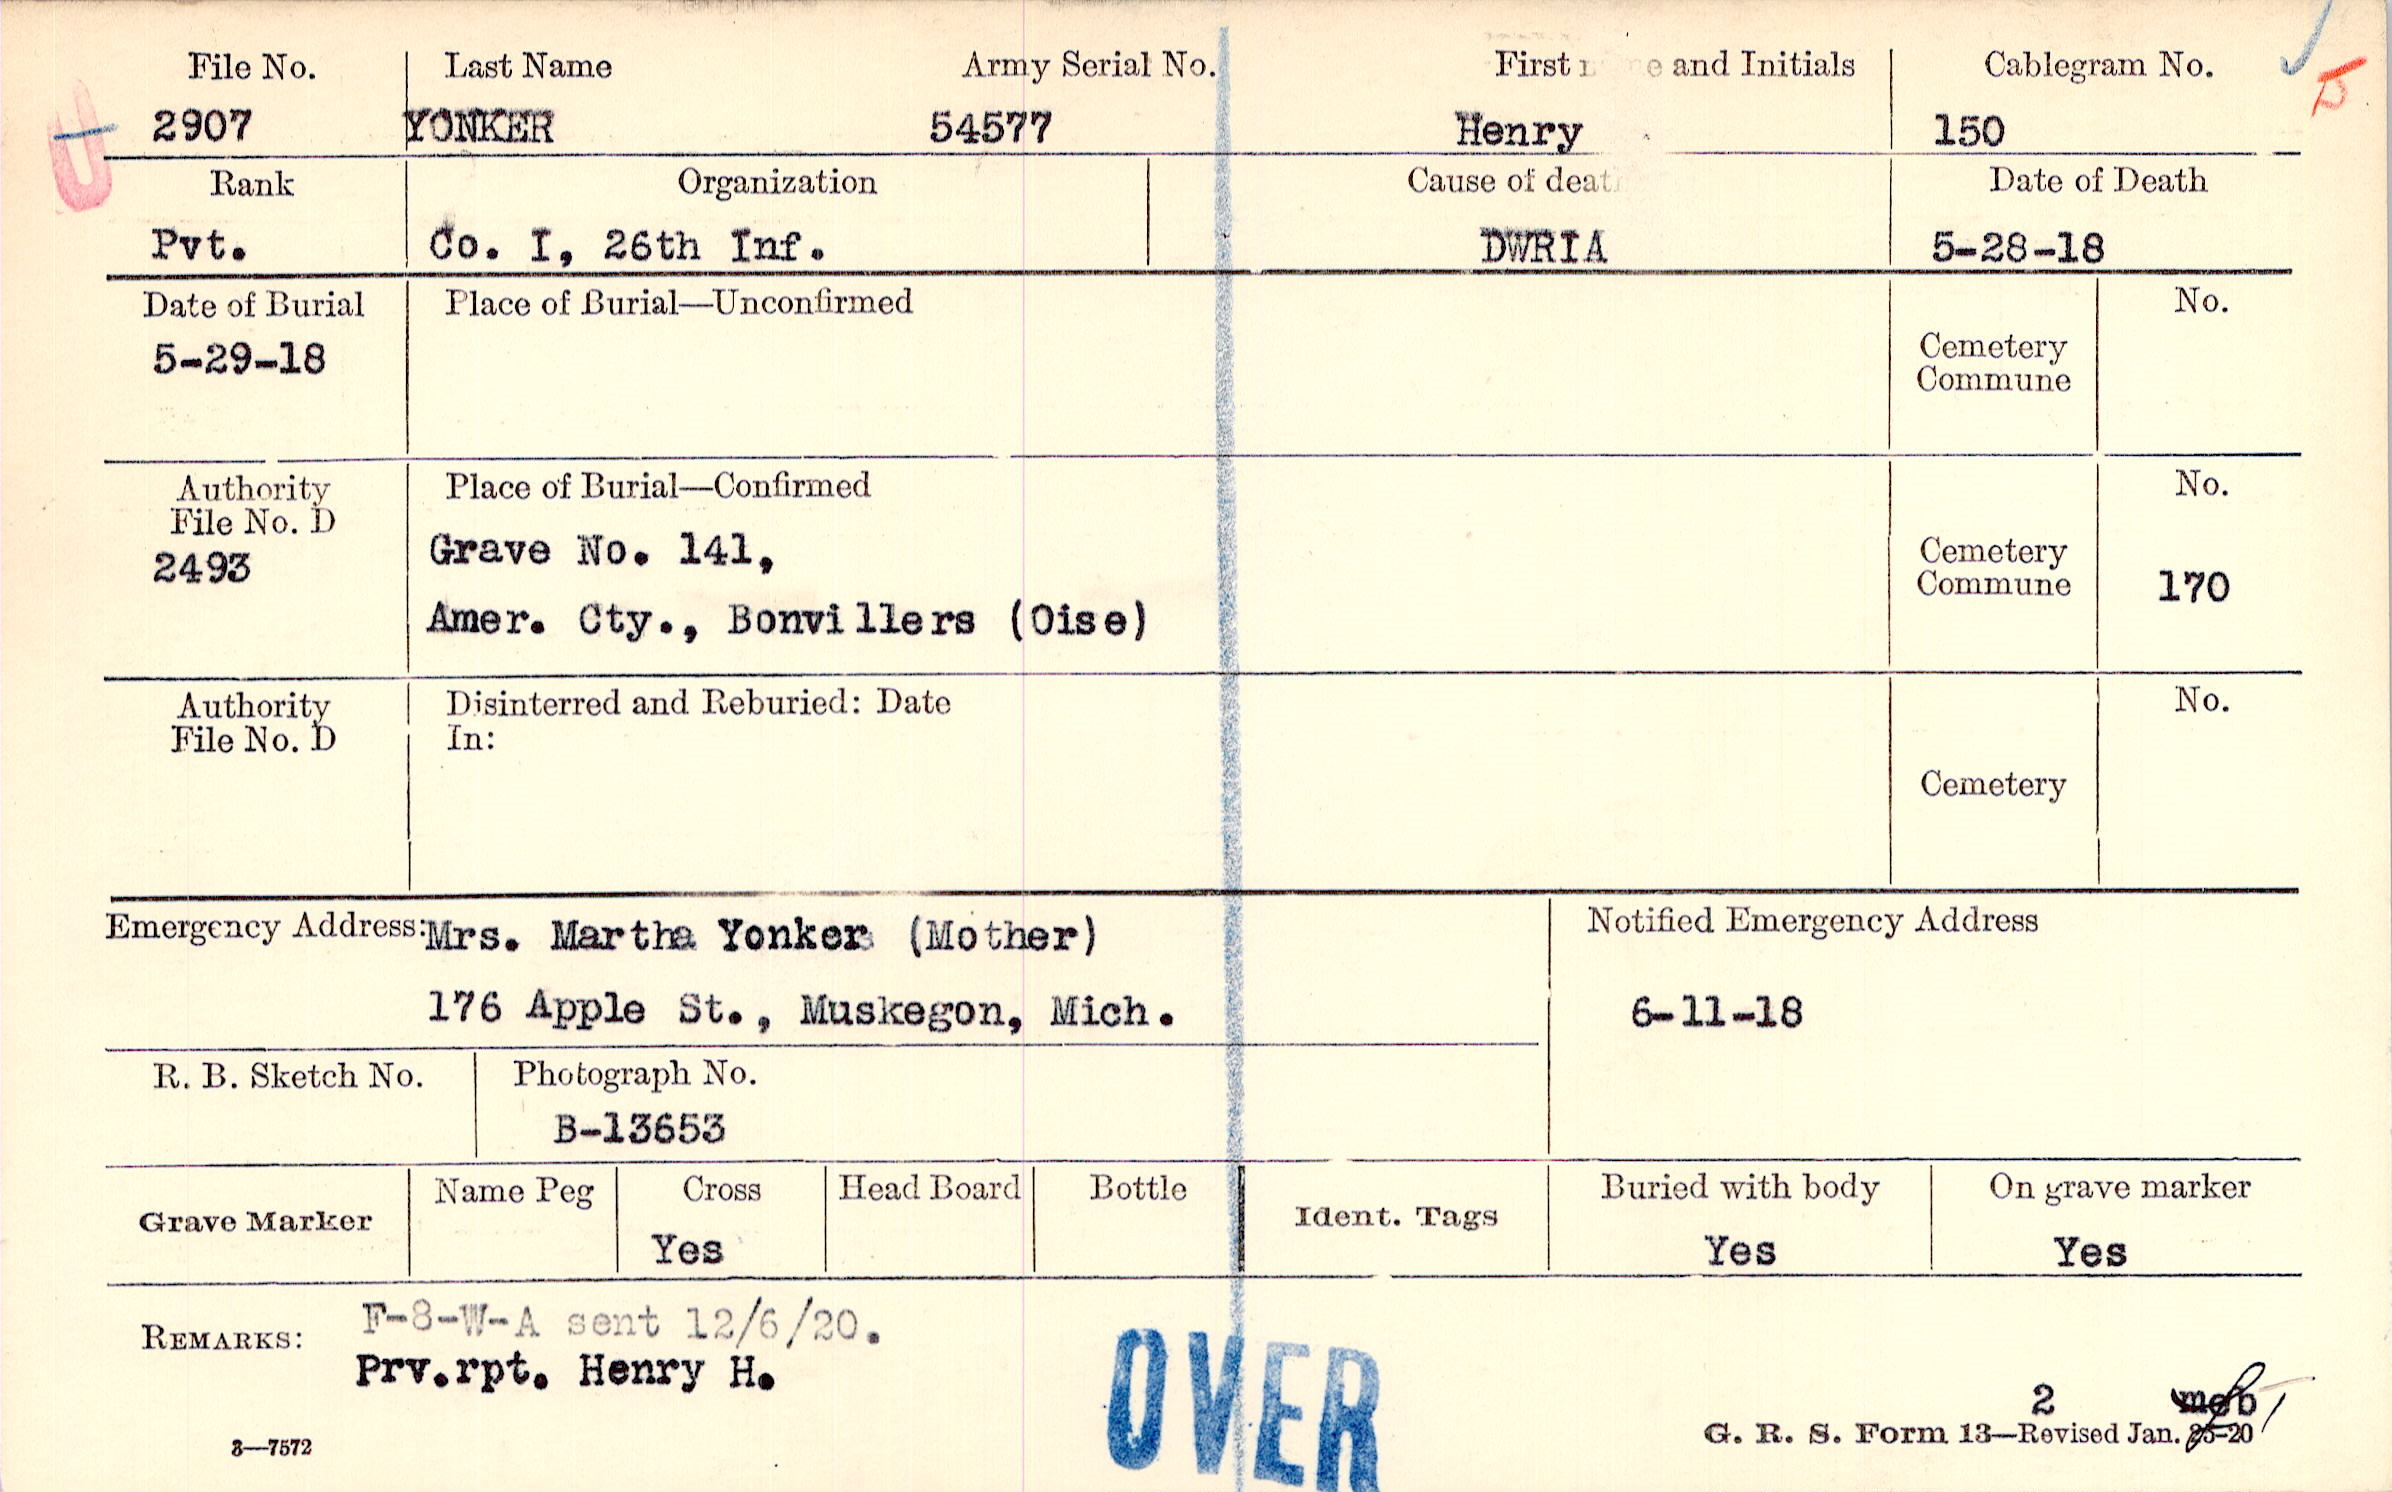 File No. Last Name Army Serial No. First and Initials Cablegram No.
2907 YONKER 54577 Henry 150
Rank Organization Cause of death Date of Death
Pvt. Co. I, 26th Inf. DWRIA 5-28-18
Date of Burial Place of Burial—Unconfirmed No.
5-29-18
Cemetery
Commune
Authority Place of Burial—Confirmed No.
File No. D
2493
Grave No. 141,
Amer. Cty., Bonvillers (Oise)
Cemetery
Commune 170
Authority Disinterred and Reburied: Date No.
File No. D In:
Cemetery
Emergency Address: Mrs. Martha Yonker (Mother) Notified Emergency Address
176 Apple St., Muskegon, Mich. 6-11-18
R. B. Sketch No. Photograph No.
B-13653
Grave Marker Name Peg Cross Head Board Bottle Ident. Tags Buried with body On grave marker
Yes Yes Yes
REMARKS: F-8-W-A sent 12/6/20.
Prv.rpt. Henry H.
OVER
2 meb
3—7572 G. R. S. Form 13—Revised Jan. 25-20